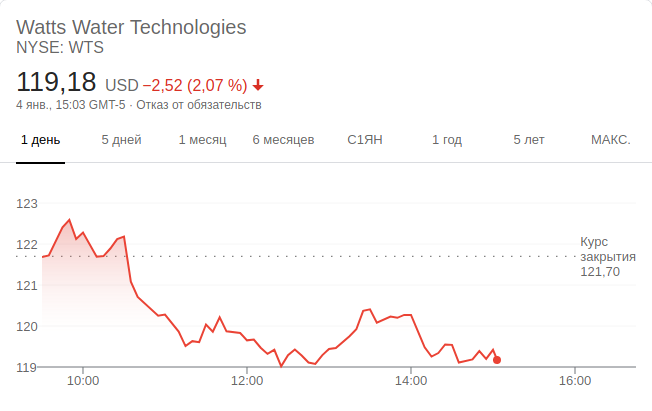 Watts Water Technologies
NYSE: WTS
119,18 USD −2,52 (2,07 %)
4 янв., 15:03 GMT-5 · Отказ от обязательств
1 день 5 дней 1 месяц 6 месяцев С1ЯН 1 год 5 лет МАКС.
123
122
121
120
119
Курс
закрытия
121,70
10:00 12:00 14:00 16:00